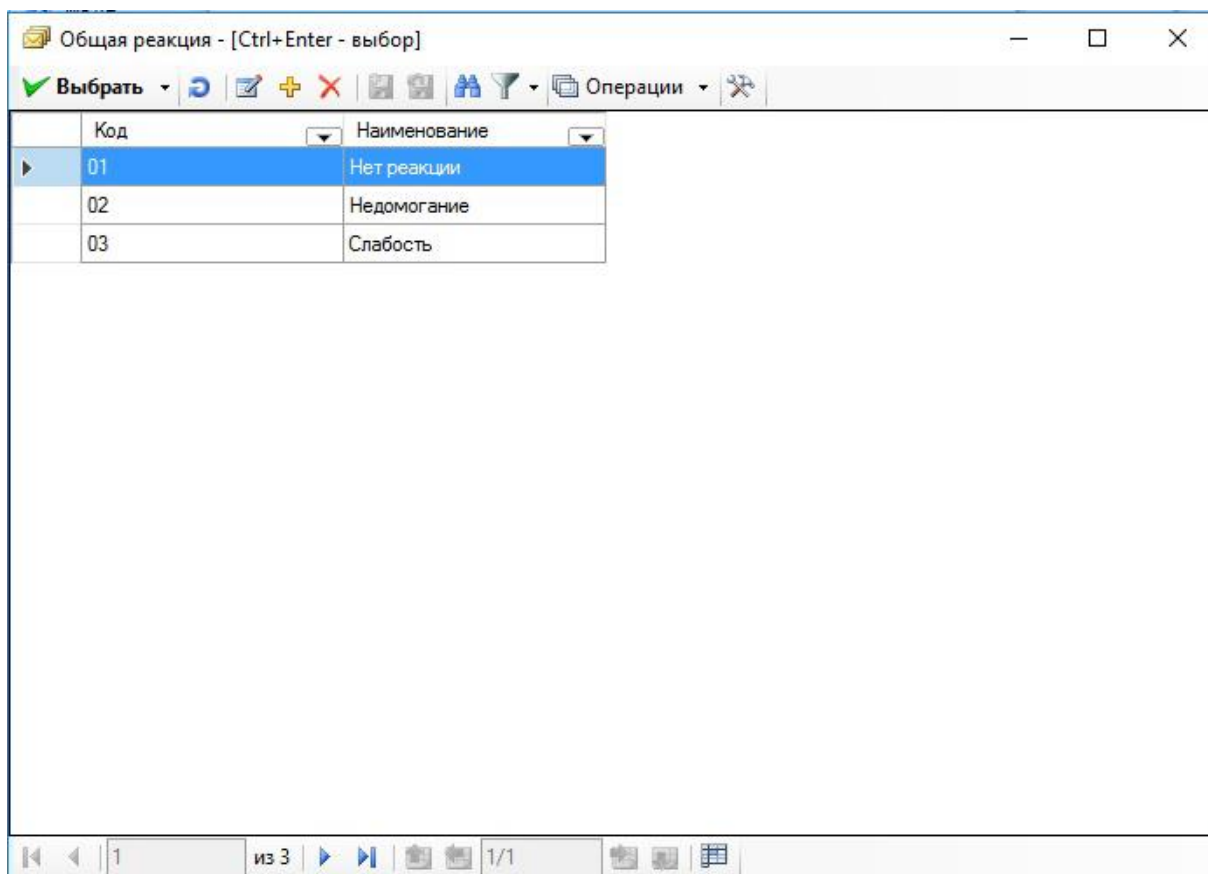 Общая реакция - [Ctrl+Enter - выбор]
Выбрать Операции
Код Наименование
01 Нет реакции
02 Недомогание
03 Слабость
1 из 3 1/1